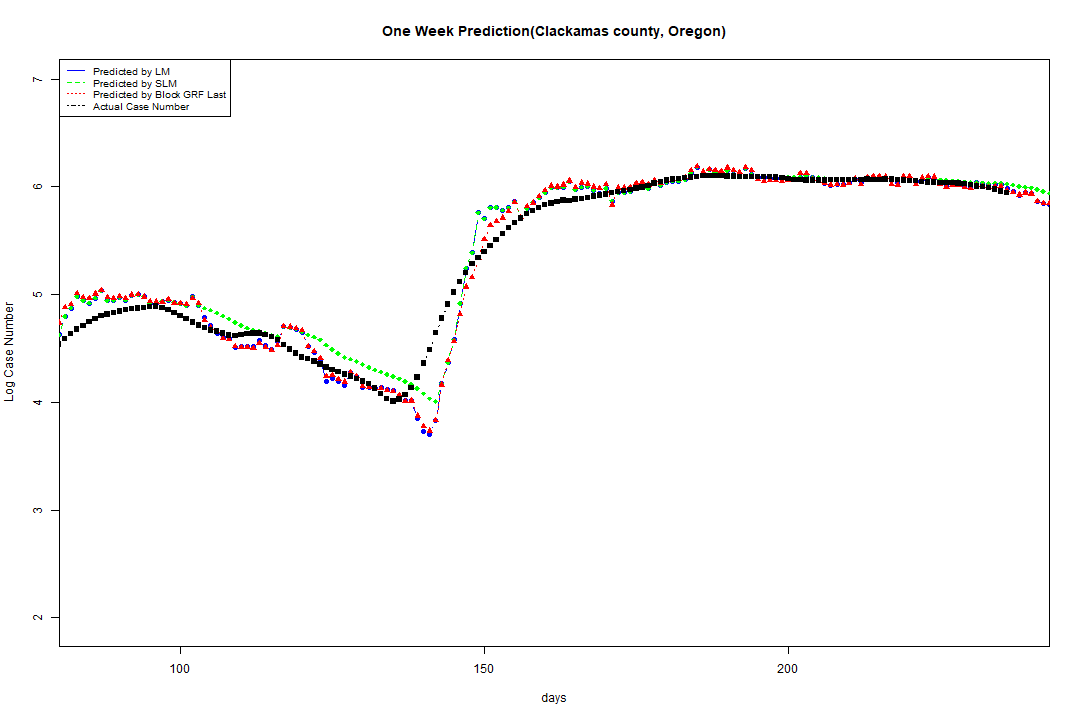 One Week Prediction(Clackamas county, Oregon)
Predicted by LM
Predicted by SLM
Predicted by Block GRF Last
Actual Case Number
7
6
5
4
3
2
Log Case Number
100 150 200
days